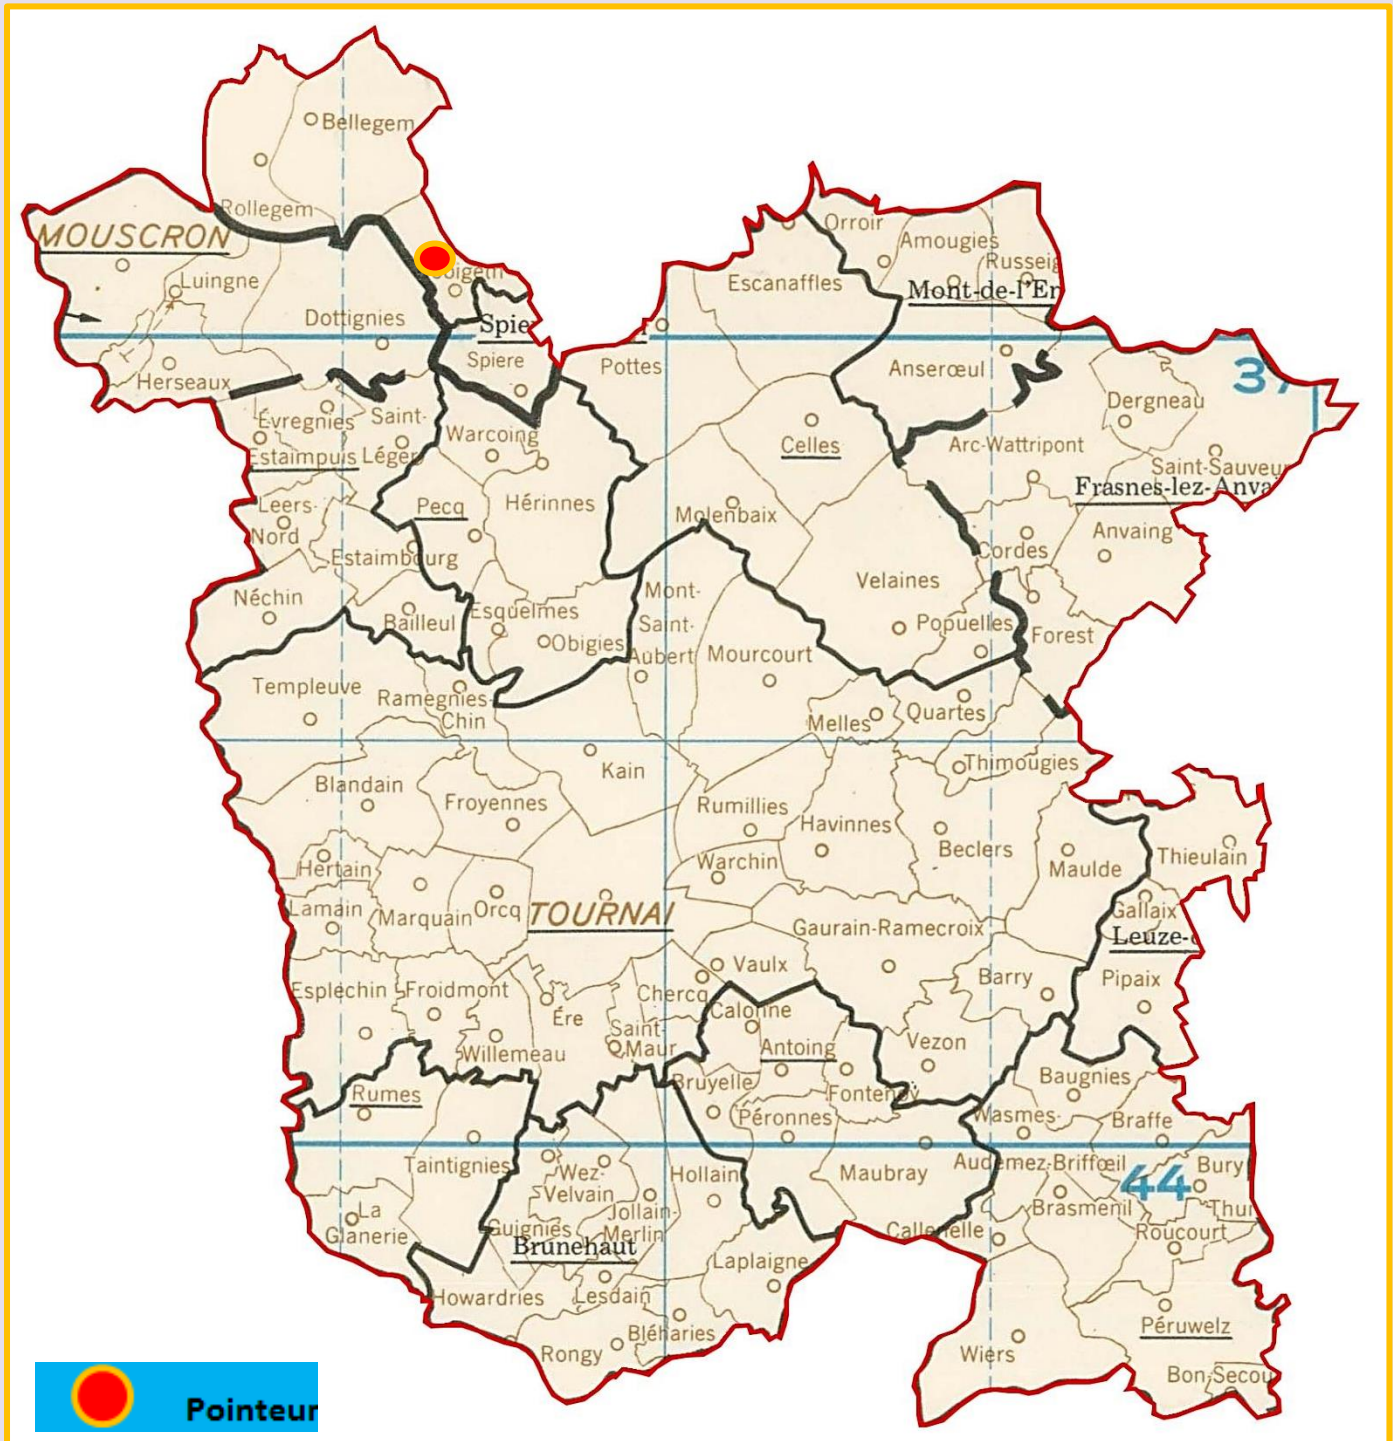 Bellegem
Rollegem
MOUSCRON
Luingne
Dottignies
Herseaux
Spiere
Orroir
Amougies
Russeig
Mont-de-l'En
Escanaffles
Pottes
Anserœul
37
Dergneau
Celles
Arc-Wattripont
Saint-Sauveu
Frasnes-lez-Anva
Évregnies
Saint-
Léger
Estaimpuis
Warcoing
Pecq
Hérinnes
Leers-
Nord
Estaimbourg
Molenbaix
Cordes
Anvaing
Néchin
Bailleul
Esquelmes
Obigies
Mont-
Saint-
Aubert
Velaines
Popuelles
Forest
Mourcourt
Templeuve
Ramegnies-
Chin
Melles
Quartes
Thimougies
Kain
Blandain
Froyennes
Rumillies
Havinnes
Beclers
Maulde
Thieulain
Hertain
Warchin
Lamain
Marquain
Orcq
TOURNAI
Gaurain-Ramecroix
Gallaix
Leuze-
Pipaix
Vaulx
Barry
Esplechin
Froidmont
Ère
Chercq
Calonne
Willemeau
Saint-
Maur
Antoing
Vezon
Rumes
Bruyelle
Fontenoy
Péronnes
Baugnies
Wasmes-
Braffe
Audemez-Briffœil
Bury
44
Taintignies
Wez-
Velvain
Hollain
Maubray
Brasménil
Thui
La
Glanerie
Guignies
Jollain-
Merlin
Callenelle
Roucourt
Brunehaut
Laplaigne
Howardries
Lesdain
Bléharies
Rongy
Péruwelz
Wiers
Bon-Secou
Pointeur